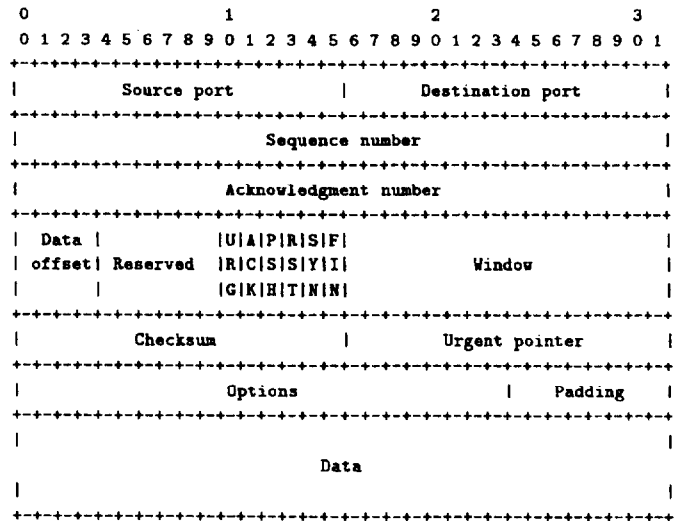 0                   1                   2                   3
0 1 2 3 4 5 6 7 8 9 0 1 2 3 4 5 6 7 8 9 0 1 2 3 4 5 6 7 8 9 0 1
+-+-+-+-+-+-+-+-+-+-+-+-+-+-+-+-+-+-+-+-+-+-+-+-+-+-+-+-+-+-+-+-+
| Source port | Destination port |
+-+-+-+-+-+-+-+-+-+-+-+-+-+-+-+-+-+-+-+-+-+-+-+-+-+-+-+-+-+-+-+-+
| Sequence number |
+-+-+-+-+-+-+-+-+-+-+-+-+-+-+-+-+-+-+-+-+-+-+-+-+-+-+-+-+-+-+-+-+
| Acknowledgment number |
+-+-+-+-+-+-+-+-+-+-+-+-+-+-+-+-+-+-+-+-+-+-+-+-+-+-+-+-+-+-+-+-+
| Data | |U|A|P|R|S|F| |
| offset| Reserved |R|C|S|S|Y|I| Window |
| | |G|K|H|T|N|N| |
+-+-+-+-+-+-+-+-+-+-+-+-+-+-+-+-+-+-+-+-+-+-+-+-+-+-+-+-+-+-+-+-+
| Checksum | Urgent pointer |
+-+-+-+-+-+-+-+-+-+-+-+-+-+-+-+-+-+-+-+-+-+-+-+-+-+-+-+-+-+-+-+-+
| Options | Padding |
+-+-+-+-+-+-+-+-+-+-+-+-+-+-+-+-+-+-+-+-+-+-+-+-+-+-+-+-+-+-+-+-+
| |
Data
| |
+-+-+-+-+-+-+-+-+-+-+-+-+-+-+-+-+-+-+-+-+-+-+-+-+-+-+-+-+-+-+-+-+